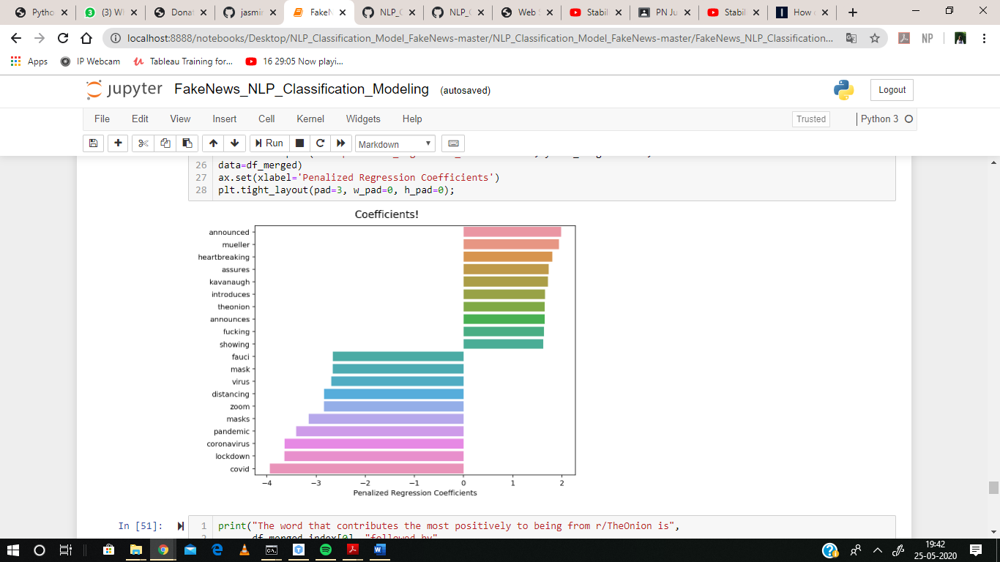 Pytho
(3) Wh
Donat
jasmin
FakeN
NLP_C
NLP_C
Web S
Stabil
PN Ju
Stabil
How c
localhost:8888/notebooks/Desktop/NLP_Classification_Model_FakeNews-master/NLP_Classification_Model_FakeNews-master/FakeNews_NLP_Classification...
NP
Apps IP Webcam Tableau Training for... 16 29:05 Now playi...
jupyter FakeNews_NLP_Classification_Modeling (autosaved) Logout
File Edit View Insert Cell Kernel Widgets Help Trusted Python 3
Run Markdown
26 data=df_merged)
27 ax.set(xlabel='Penalized Regression Coefficients')
28 plt.tight_layout(pad=3, w_pad=0, h_pad=0);
Coefficients!
announced
mueller
heartbreaking
assures
kavanaugh
introduces
theonion
announces
fucking
showing
fauci
mask
virus
distancing
zoom
masks
pandemic
coronavirus
lockdown
covid
−4 −3 −2 −1 0 1 2
Penalized Regression Coefficients
In [51]: 1 print("The word that contributes the most positively to being from r/TheOnion is",
2 df_merged.index[0], "followed by"
19:42
25-05-2020